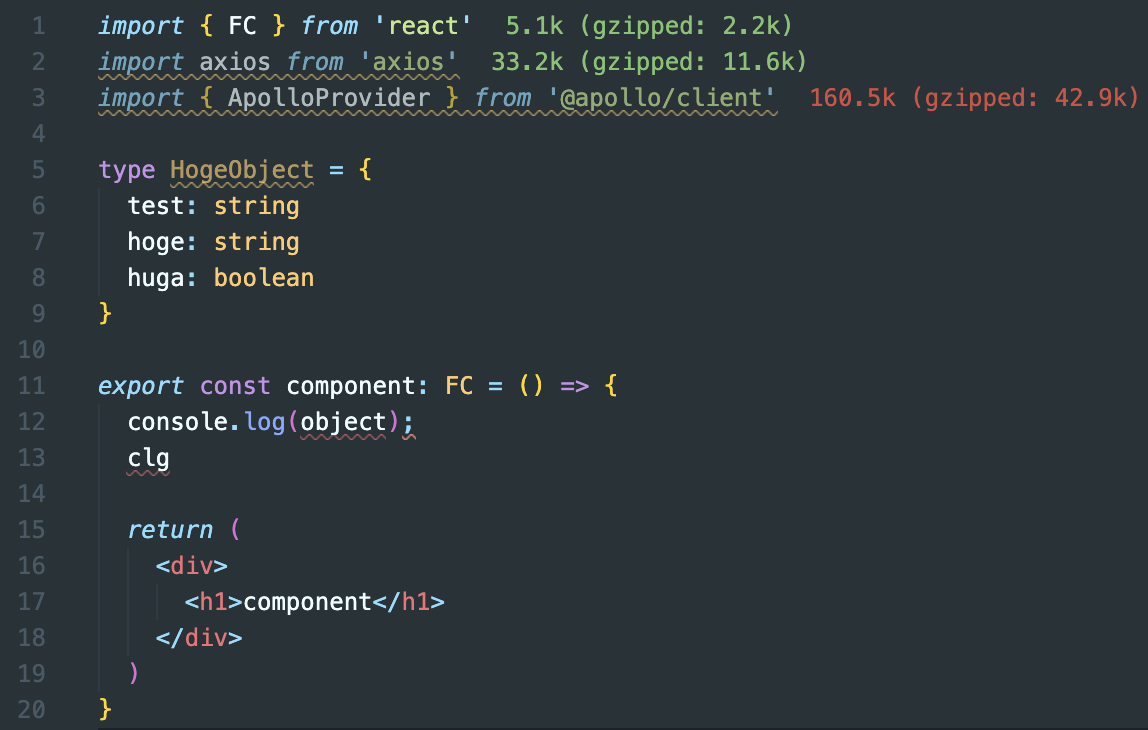 1 import { FC } from 'react' 5.1k (gzipped: 2.2k)
2 import axios from 'axios' 33.2k (gzipped: 11.6k)
3 import { ApolloProvider } from '@apollo/client' 160.5k (gzipped: 42.9k)
4
5 type HogeObject = {
6   test: string
7   hoge: string
8   huga: boolean
9 }
10
11 export const component: FC = () => {
12   console.log(object);
13   clg
14
15   return (
16     <div>
17       <h1>component</h1>
18     </div>
19   )
20 }